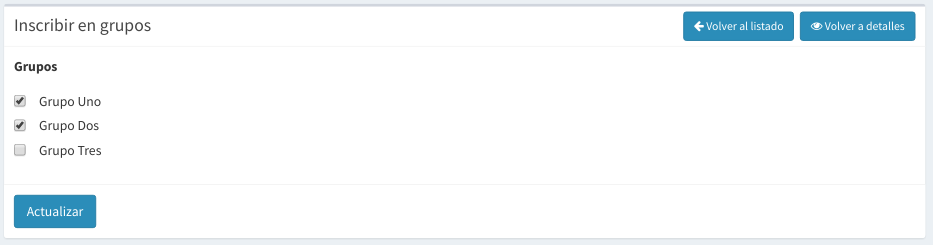 Inscribir en grupos
Volver al listado
Volver a detalles
Grupos
Grupo Uno
Grupo Dos
Grupo Tres
Actualizar